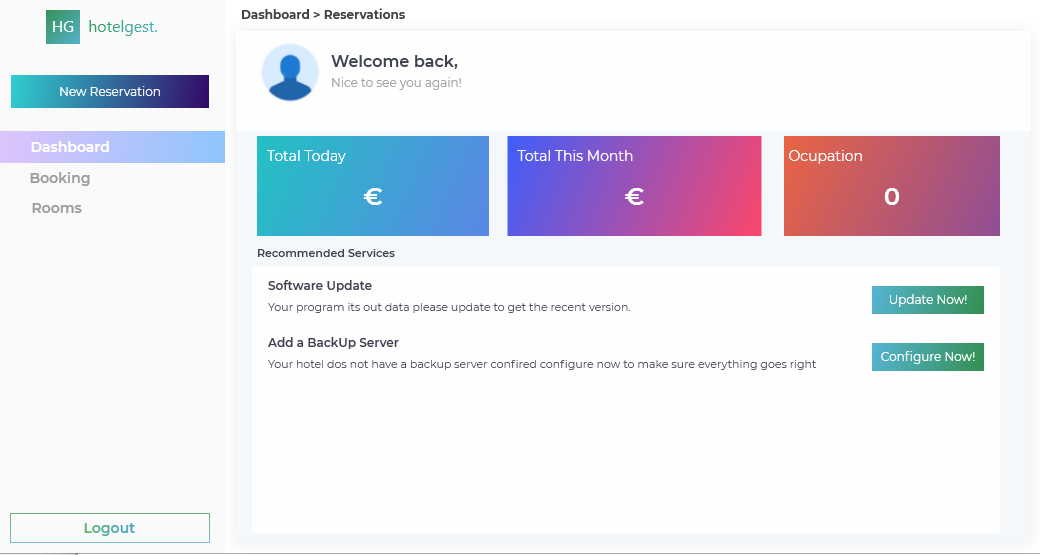 HG hotelgest.
New Reservation
Dashboard
Booking
Rooms
Logout
Dashboard > Reservations
Welcome back,
Nice to see you again!
Total Today
€
Total This Month
€
Ocupation
0
Recommended Services
Software Update
Your program its out data please update to get the recent version.
Update Now!
Add a BackUp Server
Your hotel dos not have a backup server confired configure now to make sure everything goes right
Configure Now!